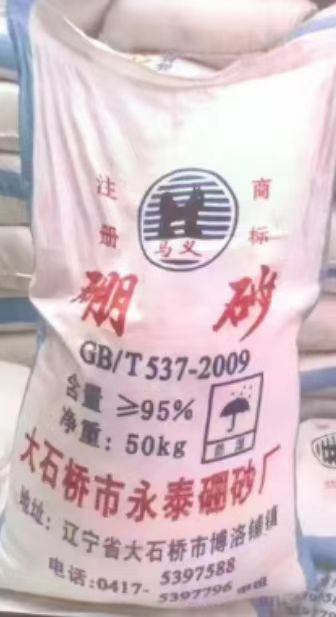 注册 商标
马义
硼砂
GB/T 537-2009
含量 ≥95%
净重: 50kg
大石桥市永泰硼砂厂
地址: 辽宁省大石桥市博洛铺镇
电话:0417- 5397588
5397796